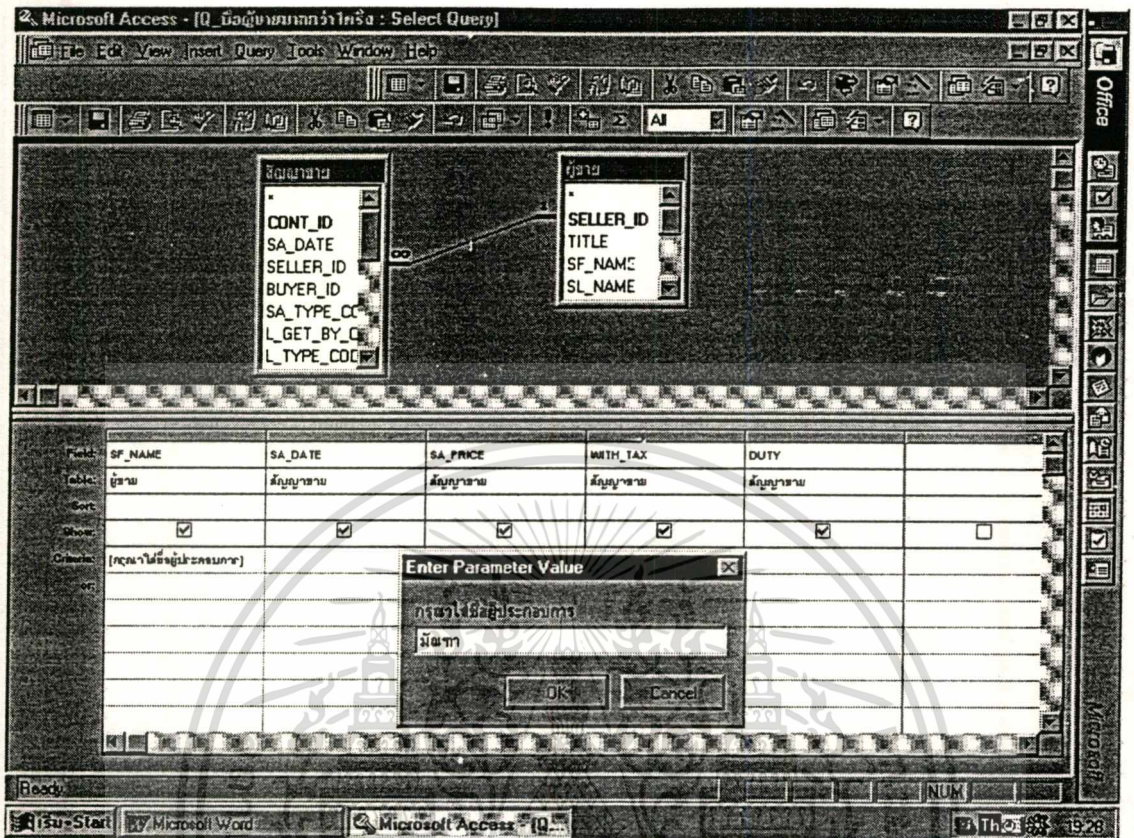 Microsoft Access - [Q_มีอผู้ขายมากกว่า1ครั้ง : Select Query]
File Edit View Insert Query Tools Window Help
Office
All
สัญญาขาย
*
CONT_ID
SA_DATE
SELLER_ID
BUYER_ID
SA_TYPE_CC
L_GET_BY_C
L_TYPE_COD
∞
1
ผู้ขาย
*
SELLER_ID
TITLE
SF_NAME
SL_NAME
Field: SF_NAME SA_DATE SA_PRICE WITH_TAX DUTY
Table: ผู้ขาย สัญญาขาย สัญญาขาย สัญญาขาย สัญญาขาย
Sort:
Show:
Criteria: [กรุณาใส่ชื่อผู้ประกอบการ]
or:
Enter Parameter Value
กรุณาใส่ชื่อผู้ประกอบการ
มัณฑา
OK Cancel
Microsoft
Ready NUM
เริ่ม-Start Microsoft Word Microsoft Access - [Q_... Th 19:28